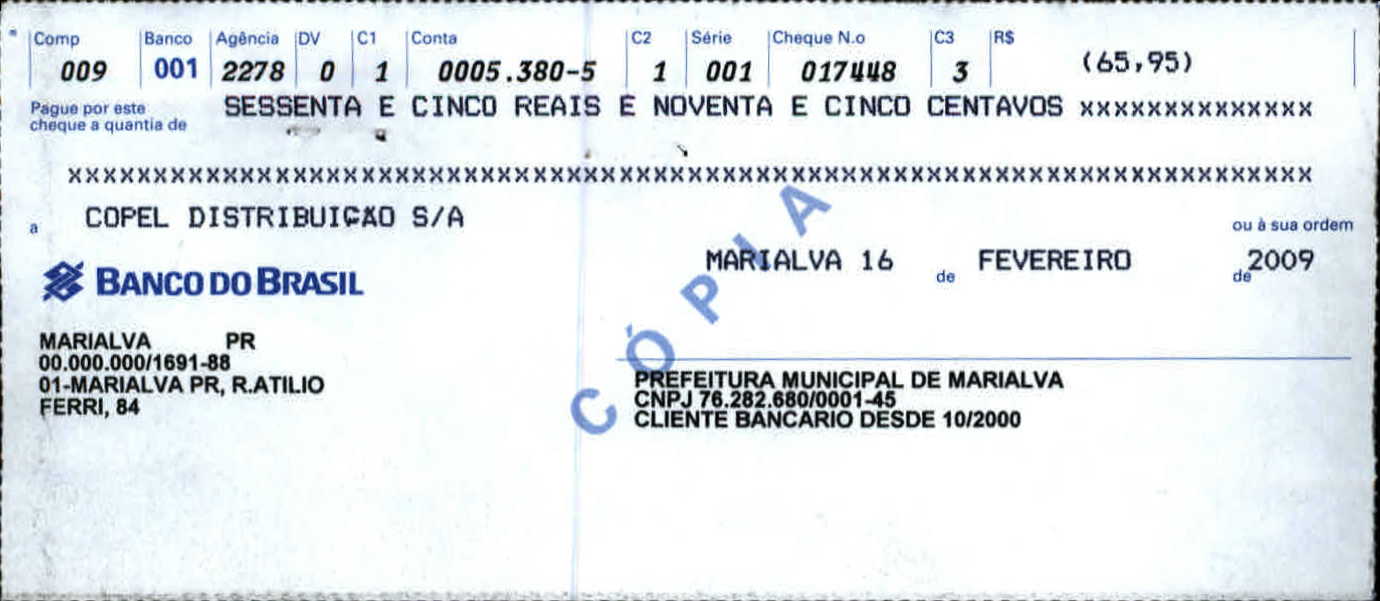 Comp Banco Agência DV C1 Conta C2 Série Cheque N.o C3 R$
009 001 2278 0 1 0005.380-5 1 001 017448 3 (65,95)
Pague por este
cheque a quantia de
SESSENTA E CINCO REAIS E NOVENTA E CINCO CENTAVOS xxxxxxxxxxxxxx
xxxxxxxxxxxxxxxxxxxxxxxxxxxxxxxxxxxxxxxxxxxxxxxxxxxxxxxxxxxxxxxxxxxxxxxxxx
a COPEL DISTRIBUIÇÃO S/A ou à sua ordem
MARIALVA 16 de FEVEREIRO de 2009
BANCO DO BRASIL
CÓPIA
MARIALVA PR
00.000.000/1691-88
01-MARIALVA PR, R.ATILIO
FERRI, 84
PREFEITURA MUNICIPAL DE MARIALVA
CNPJ 76.282.680/0001-45
CLIENTE BANCARIO DESDE 10/2000